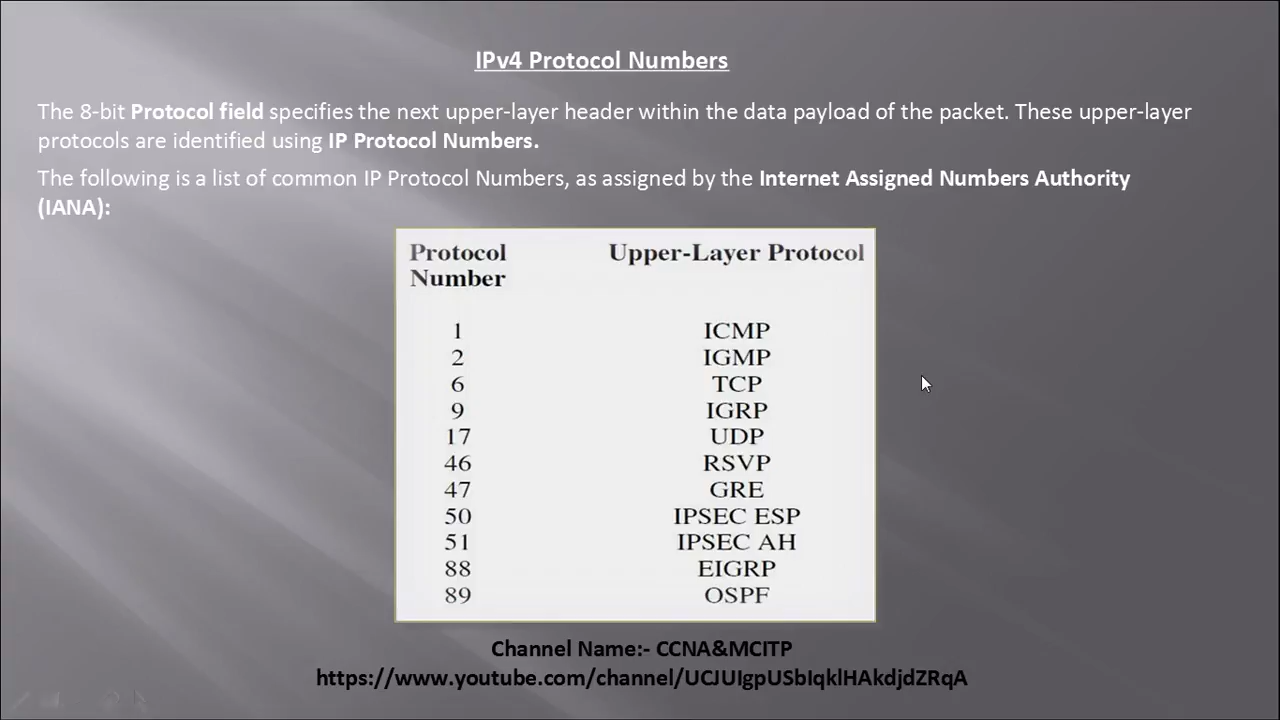 IPv4 Protocol Numbers
The 8-bit Protocol field specifies the next upper-layer header within the data payload of the packet. These upper-layer
protocols are identified using IP Protocol Numbers.
The following is a list of common IP Protocol Numbers, as assigned by the Internet Assigned Numbers Authority
(IANA):
Protocol Upper-Layer Protocol
Number
1 ICMP
2 IGMP
6 TCP
9 IGRP
17 UDP
46 RSVP
47 GRE
50 IPSEC ESP
51 IPSEC AH
88 EIGRP
89 OSPF
Channel Name:- CCNA&MCITP
https://www.youtube.com/channel/UCJUIgpUSbIqklHAkdjdZRqA